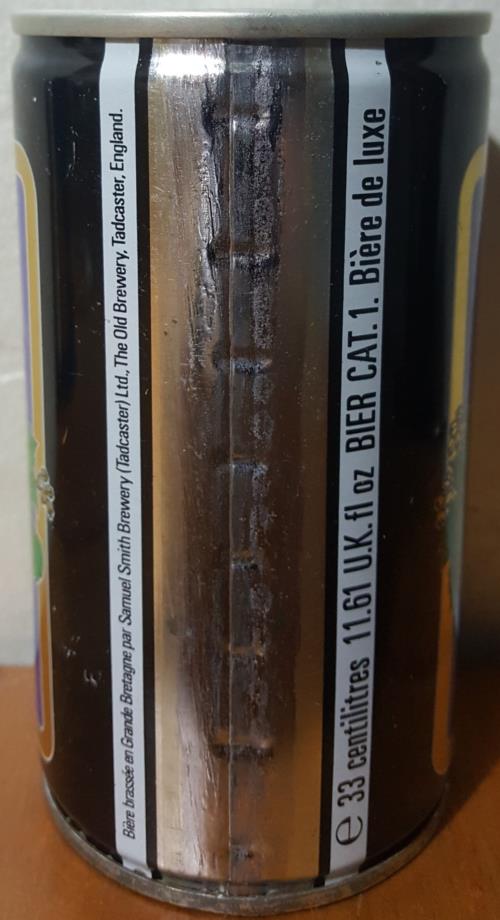 Bière brassée en Grande Bretagne par Samuel Smith Brewery (Tadcaster) Ltd., The Old Brewery, Tadcaster, England.
℮ 33 centilitres 11.61 U.K. fl oz BIER CAT. 1. Bière de luxe